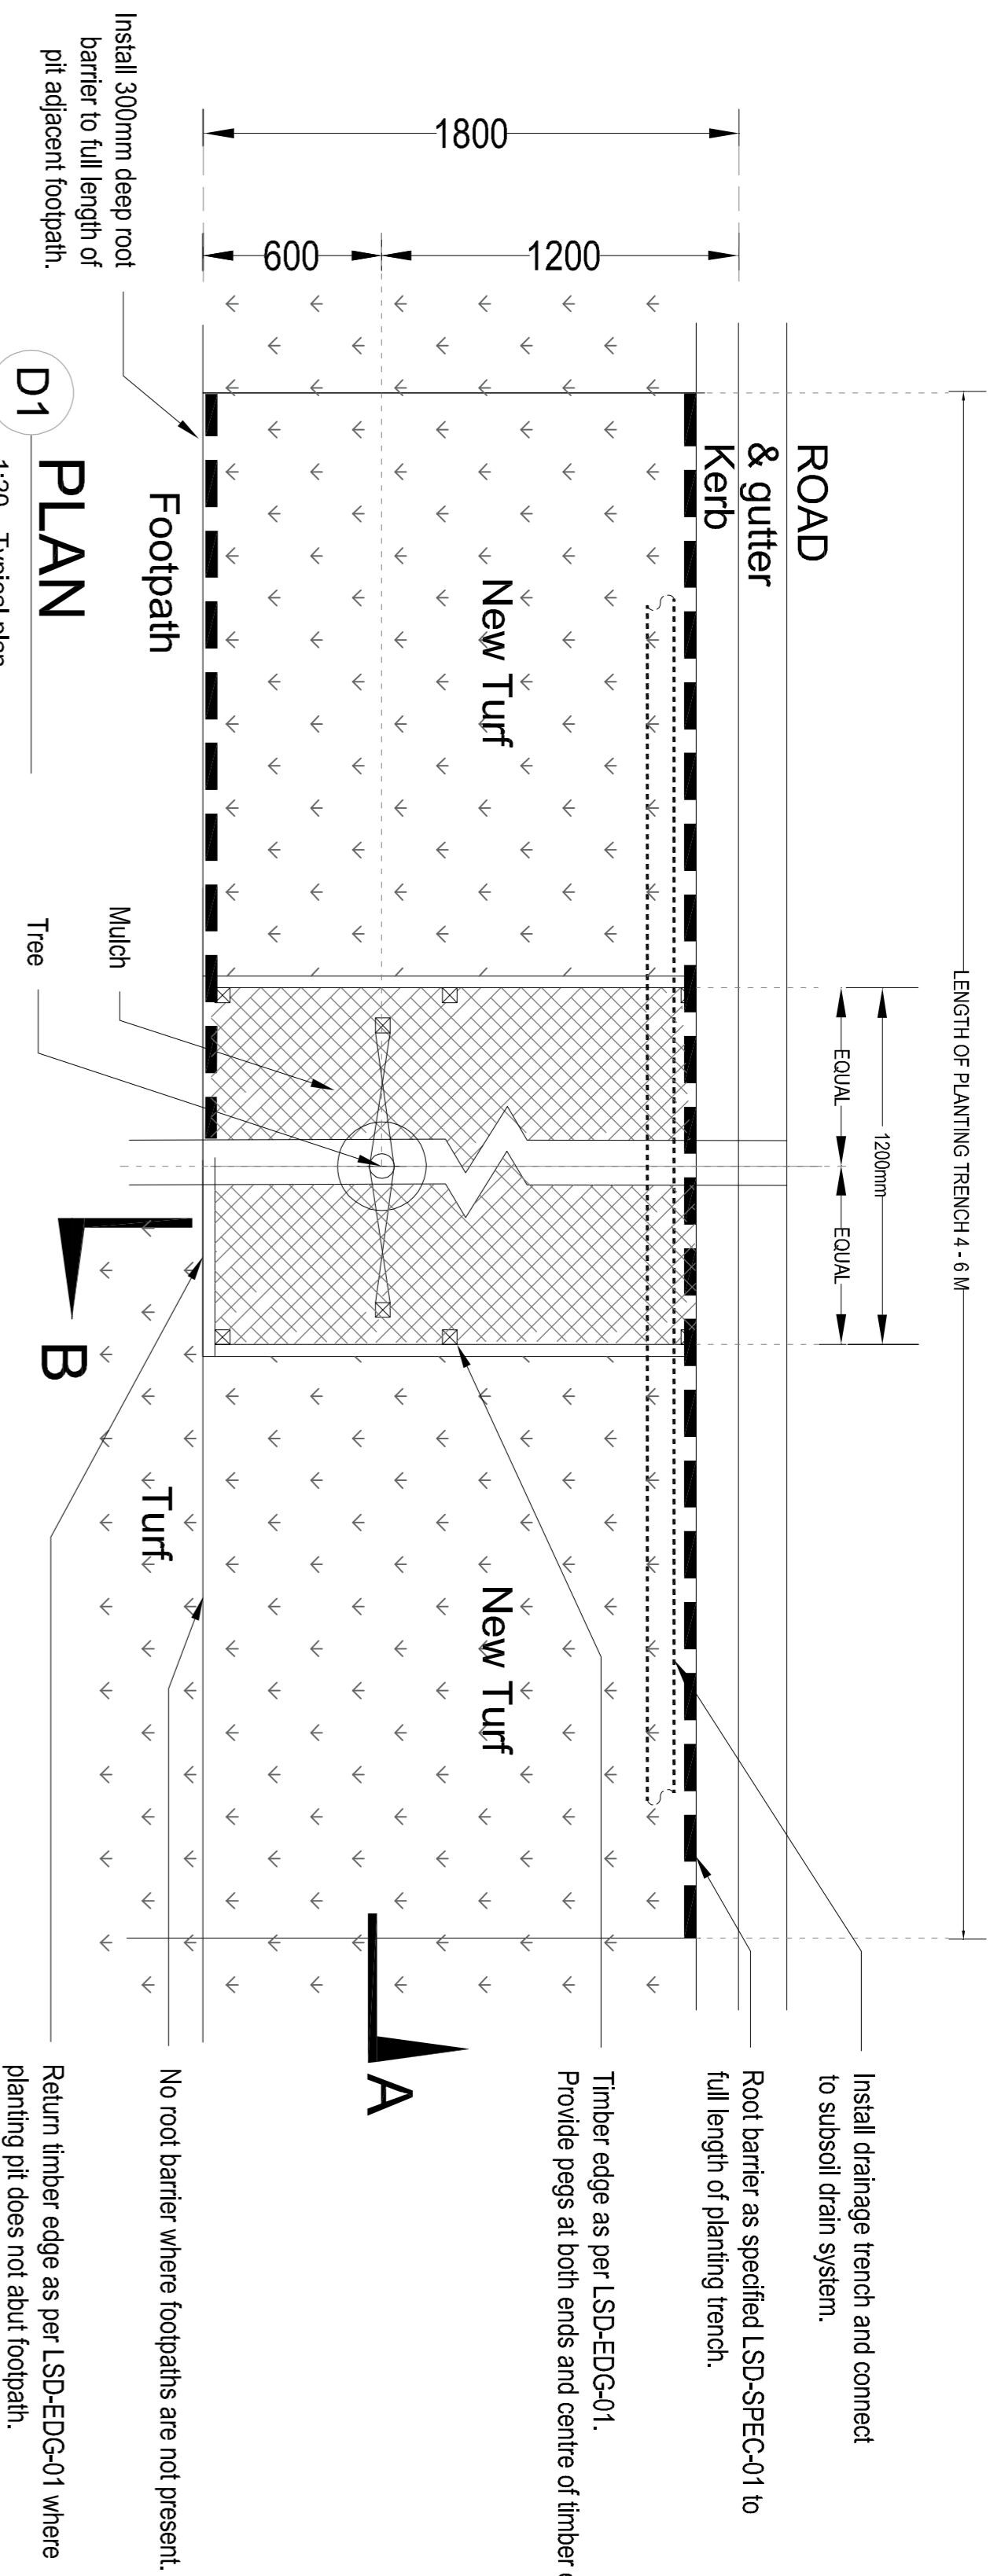 LENGTH OF PLANTING TRENCH 4 - 6 M
1200mm
EQUAL
EQUAL
ROAD
Kerb
& gutter
1800
1200
600
New Turf
New Turf
Footpath
Turf
Install 300mm deep root
barrier to full length of
pit adjacent footpath.
Mulch
Tree
Install drainage trench and connect
to subsoil drain system.
Root barrier as specified LSD-SPEC-01 to
full length of planting trench.
Timber edge as per LSD-EDG-01.
Provide pegs at both ends and centre of timber
No root barrier where footpaths are not present.
Return timber edge as per LSD-EDG-01 where
planting pit does not abut footpath.
A
B
D1
PLAN
1:20 Typical plan